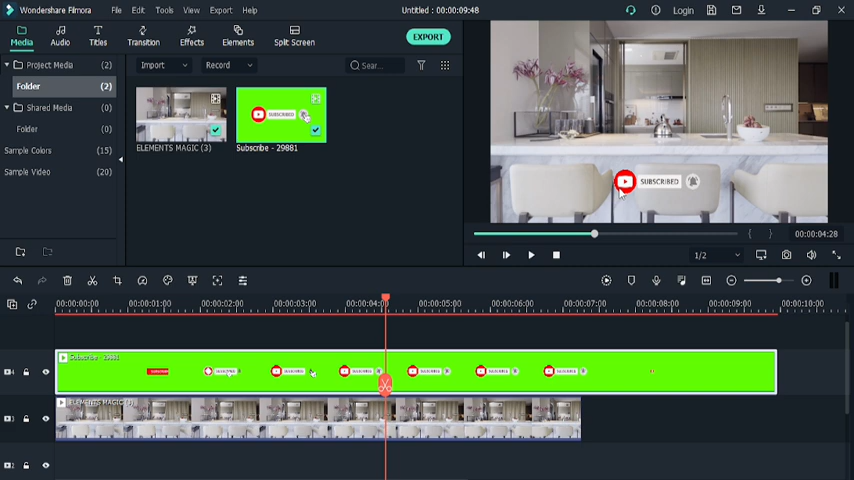 Wondershare Filmora File Edit Tools View Export Help Untitled : 00:00:09:48 Login
Media Audio Titles Transition Effects Elements Split Screen EXPORT
Project Media (2)
Folder (2)
Shared Media (0)
Folder (0)
Sample Colors (15)
Sample Video (20)
Import Record Sear...
SUBSCRIBED
ELEMENTS MAGIC (3) Subscribe - 29881
SUBSCRIBED
00:00:04:28
1/2
00:00:00:00 00:00:01:00 00:00:02:00 00:00:03:00 00:00:04:00 00:00:05:00 00:00:06:00 00:00:07:00 00:00:08:00 00:00:09:00 00:00:10:00
Subscribe - 29881
4
ELEMENTS MAGIC (3)
3
2